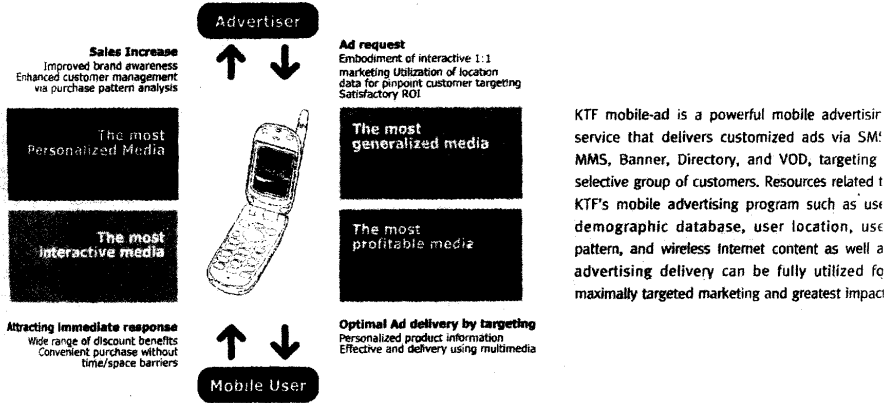 Advertiser
Sales Increase
Improved brand awareness
Enhanced customer management
via purchase pattern analysis
Ad request
Embodiment of interactive 1:1
marketing Utilization of location
data for pinpoint customer targeting
Satisfactory ROI
The most
Personalized Media
The most
generalized media
The most
interactive media
The most
profitable media
Attracting immediate response
Wide range of discount benefits
Convenient purchase without
time/space barriers
Optimal Ad delivery by targeting
Personalized product information
Effective and delivery using multimedia
Mobile User
KTF mobile-ad is a powerful mobile advertisin
service that delivers customized ads via SM
MMS, Banner, Directory, and VOD, targeting
selective group of customers. Resources related t
KTF's mobile advertising program such as use
demographic database, user location, use
pattern, and wireless Internet content as well a
advertising delivery can be fully utilized fo
maximally targeted marketing and greatest impact